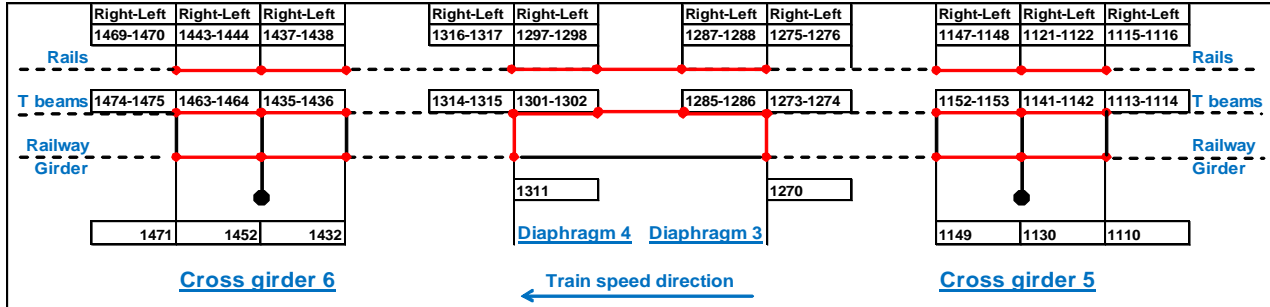 Right-Left Right-Left Right-Left Right-Left Right-Left Right-Left Right-Left Right-Left Right-Left Right-Left
1469-1470 1443-1444 1437-1438 1316-1317 1297-1298 1287-1288 1275-1276 1147-1148 1121-1122 1115-1116
Rails Rails
T beams 1474-1475 1463-1464 1435-1436 1314-1315 1301-1302 1285-1286 1273-1274 1152-1153 1141-1142 1113-1114 T beams
Railway Railway
Girder Girder
1311 1270
1471 1452 1432 Diaphragm 4 Diaphragm 3 1149 1130 1110
Cross girder 6 Train speed direction Cross girder 5